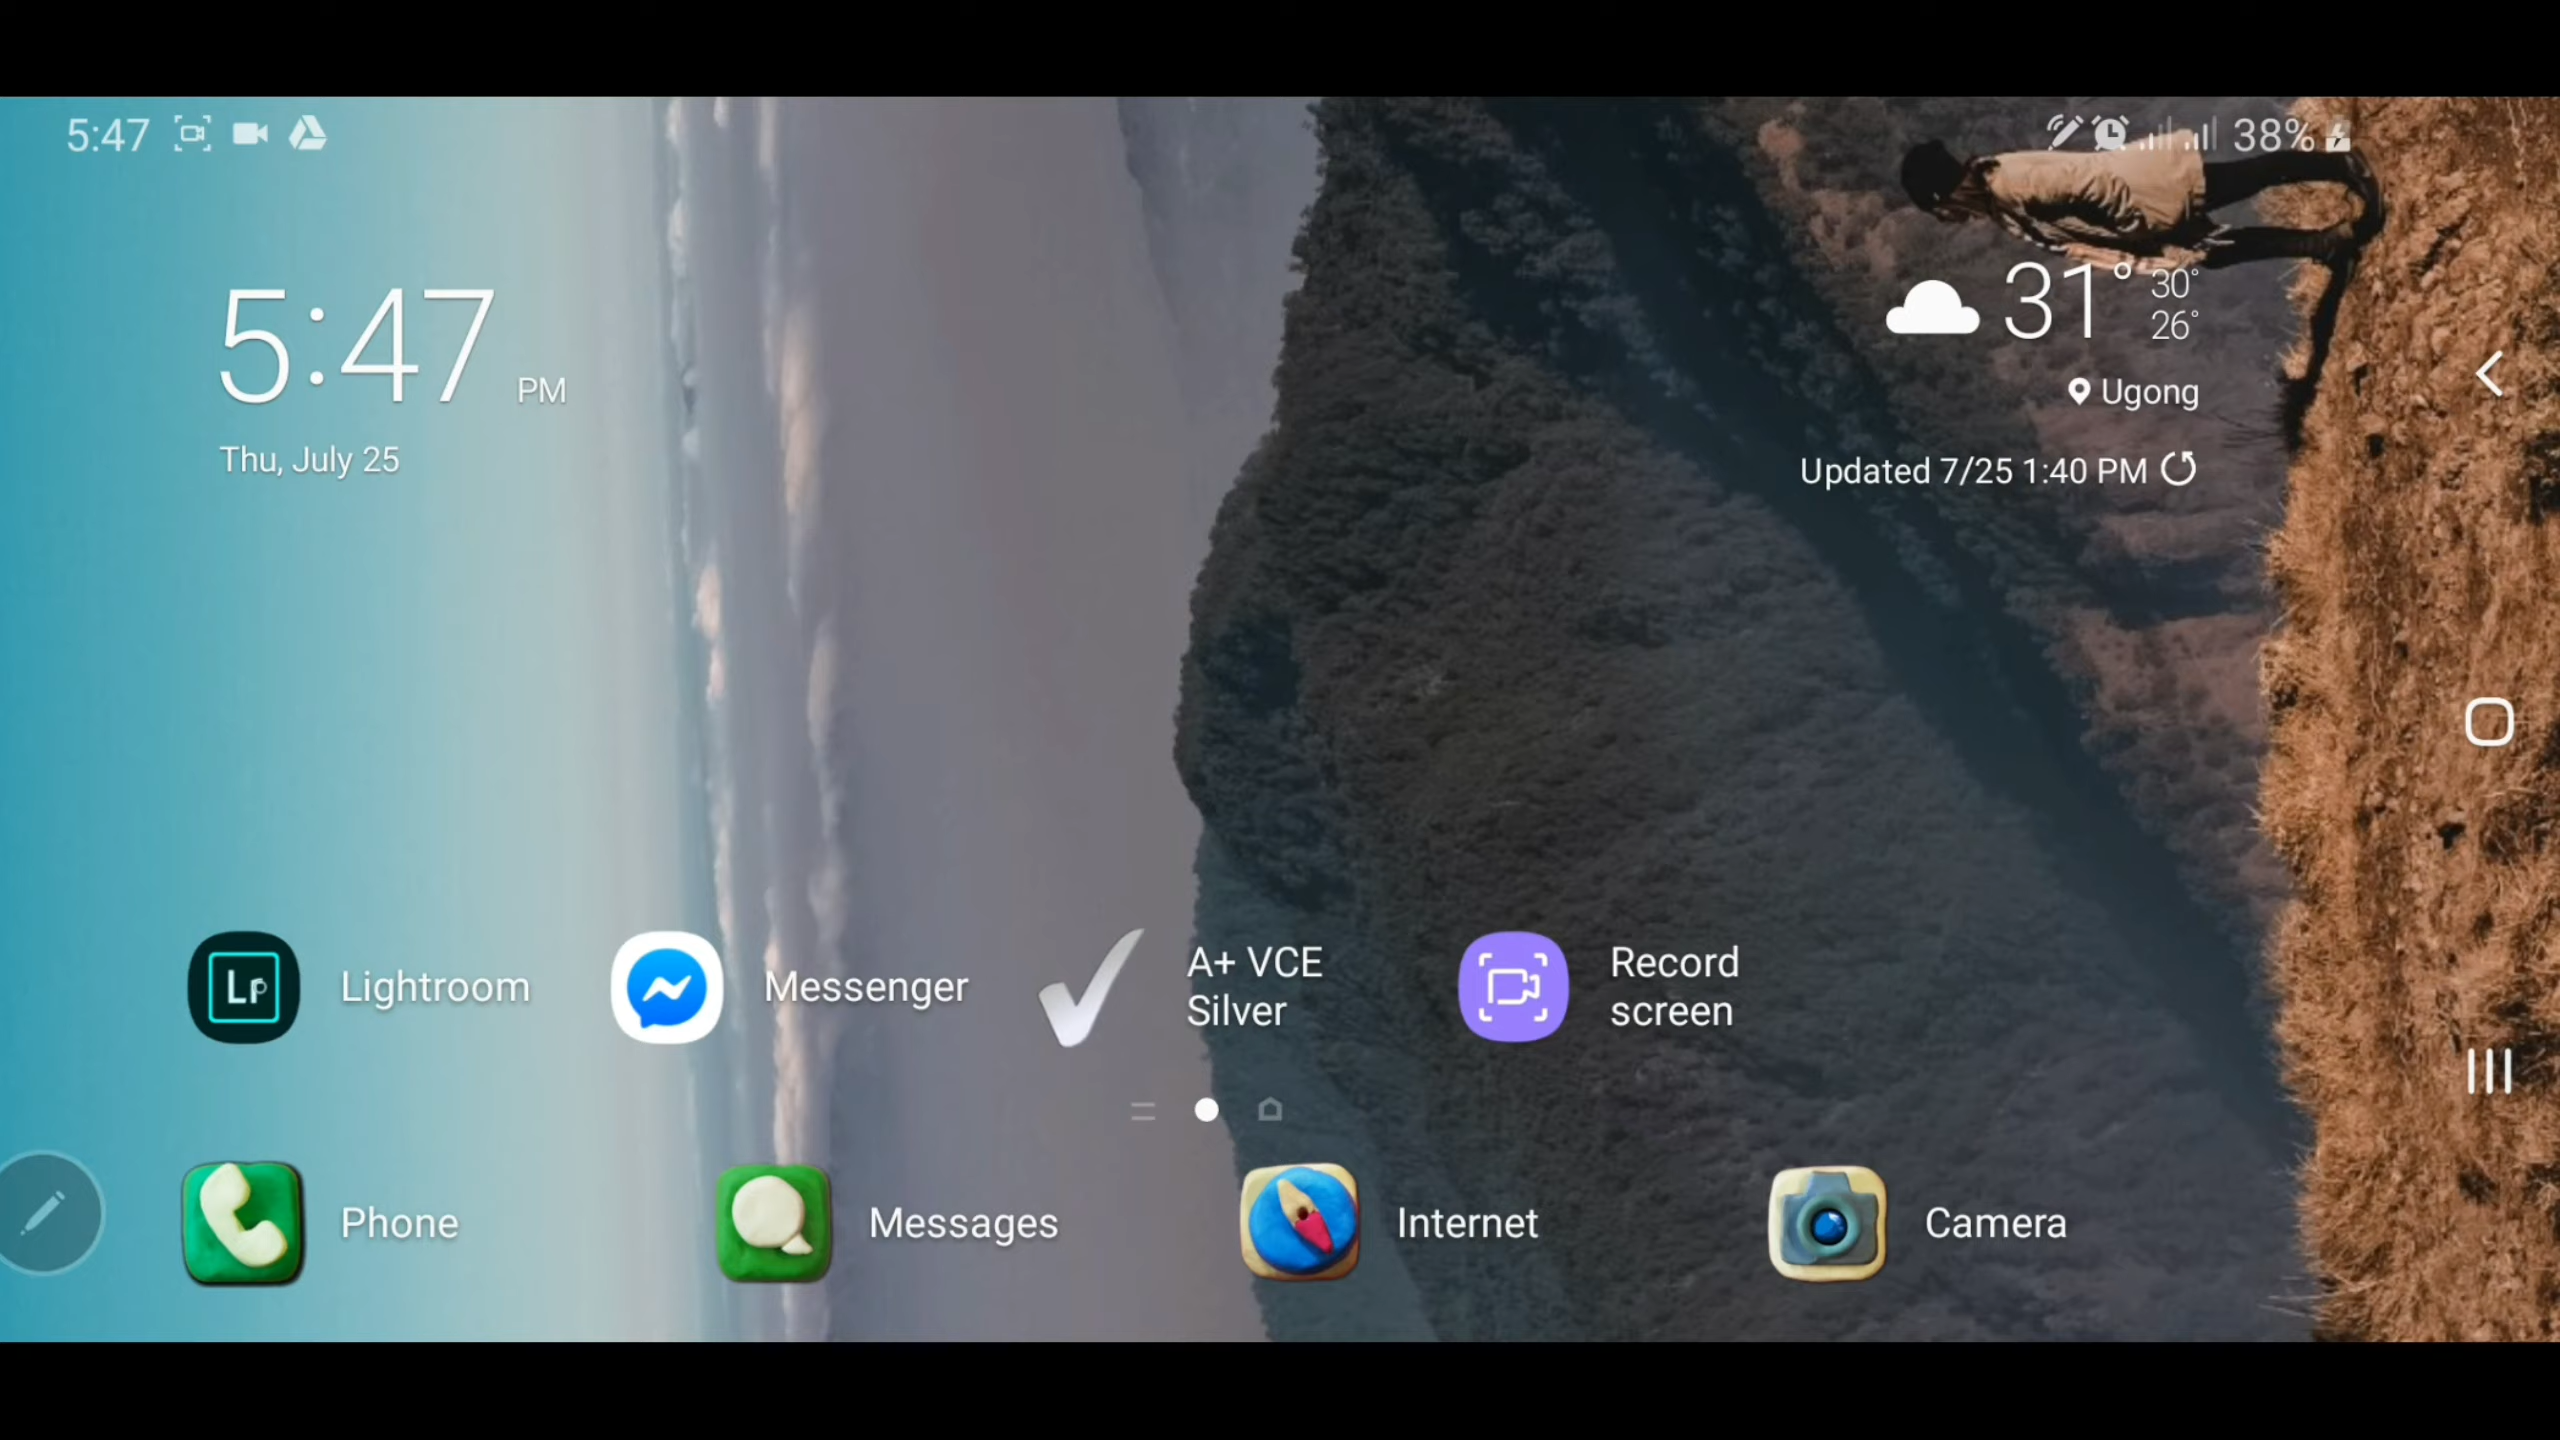 5:47
38%
5:47 PM
Thu, July 25
31° 30°
26°
Ugong
Updated 7/25 1:40 PM
Lr Lightroom
Messenger
A+ VCE
Silver
Record
screen
Phone
Messages
Internet
Camera